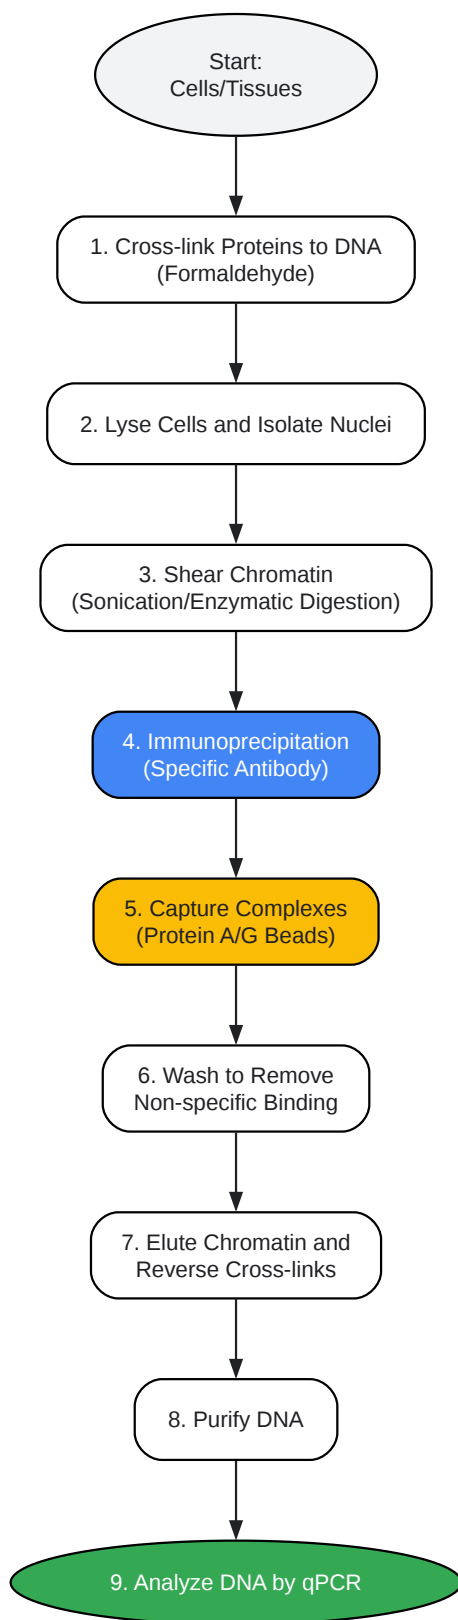 Start:
Cells/Tissues
1. Cross-link Proteins to DNA
(Formaldehyde)
2. Lyse Cells and Isolate Nuclei
3. Shear Chromatin
(Sonication/Enzymatic Digestion)
4. Immunoprecipitation
(Specific Antibody)
5. Capture Complexes
(Protein A/G Beads)
6. Wash to Remove
Non-specific Binding
7. Elute Chromatin and
Reverse Cross-links
8. Purify DNA
9. Analyze DNA by qPCR